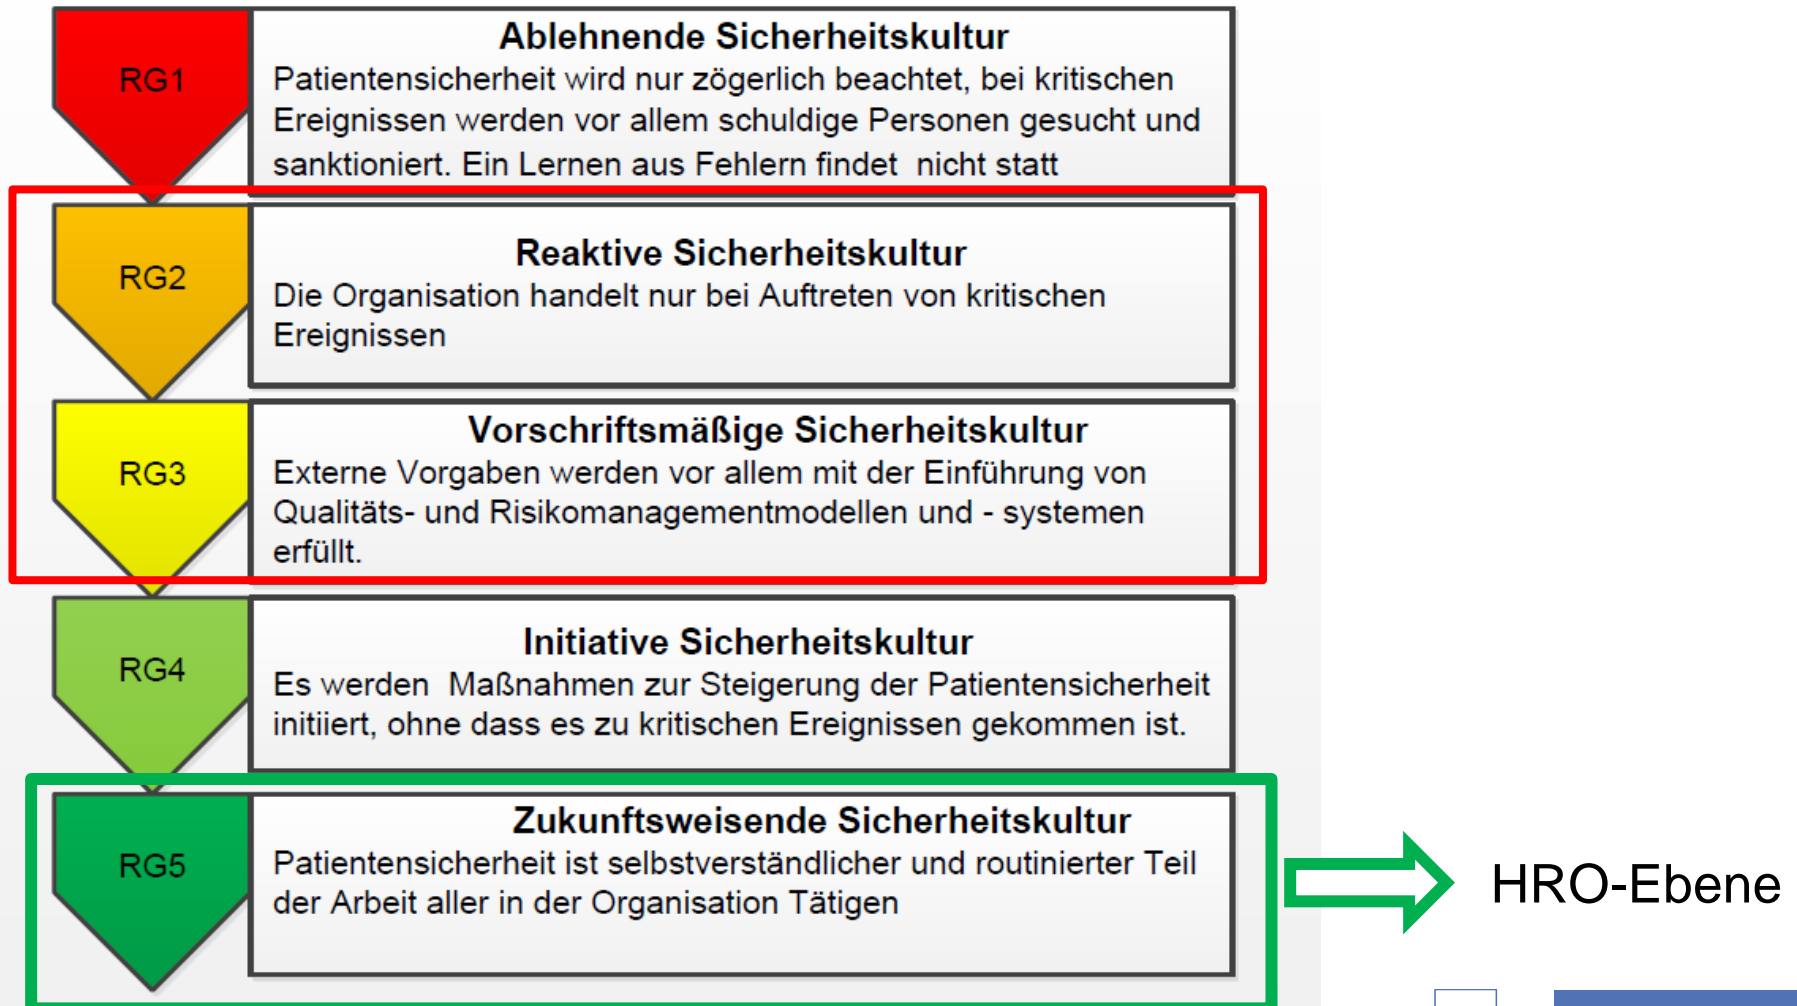 RG1
Ablehnende Sicherheitskultur
Patientensicherheit wird nur zögerlich beachtet, bei kritischen
Ereignissen werden vor allem schuldige Personen gesucht und
sanktioniert. Ein Lernen aus Fehlern findet nicht statt
RG2
Reaktive Sicherheitskultur
Die Organisation handelt nur bei Auftreten von kritischen
Ereignissen
RG3
Vorschriftsmäßige Sicherheitskultur
Externe Vorgaben werden vor allem mit der Einführung von
Qualitäts- und Risikomanagementmodellen und - systemen
erfüllt.
RG4
Initiative Sicherheitskultur
Es werden Maßnahmen zur Steigerung der Patientensicherheit
initiiert, ohne dass es zu kritischen Ereignissen gekommen ist.
RG5
Zukunftsweisende Sicherheitskultur
Patientensicherheit ist selbstverständlicher und routinierter Teil
der Arbeit aller in der Organisation Tätigen
HRO-Ebene